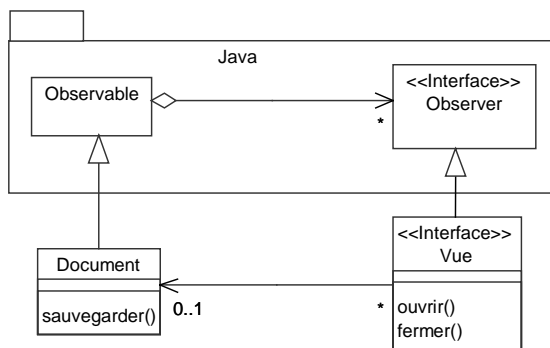 Java
Observable
<<Interface>>
Observer
*
Document
sauvegarder()
0..1
*
<<Interface>>
Vue
ouvrir()
fermer()